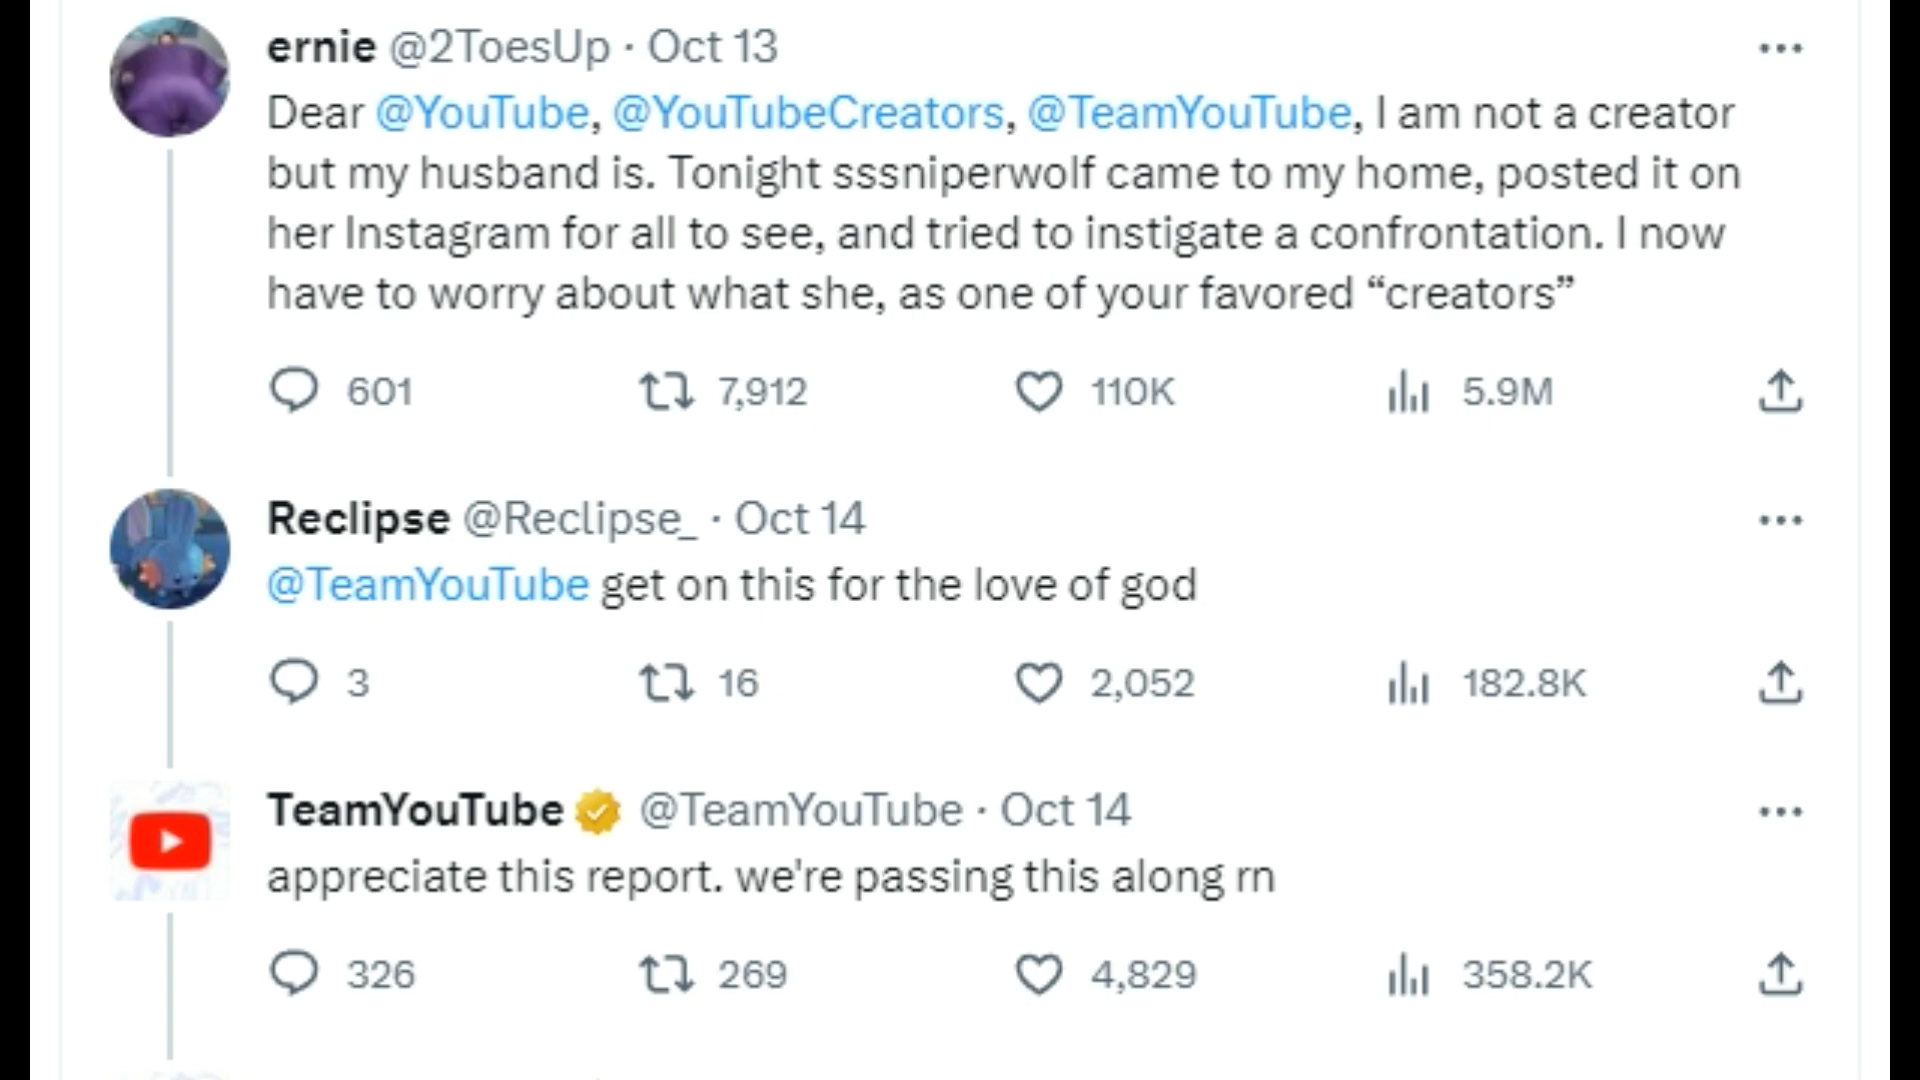 ernie @2ToesUp · Oct 13
Dear @YouTube, @YouTubeCreators, @TeamYouTube, I am not a creator
but my husband is. Tonight sssniperwolf came to my home, posted it on
her Instagram for all to see, and tried to instigate a confrontation. I now
have to worry about what she, as one of your favored “creators”
601 7,912 110K 5.9M
Reclipse @Reclipse_ · Oct 14
@TeamYouTube get on this for the love of god
3 16 2,052 182.8K
TeamYouTube @TeamYouTube · Oct 14
appreciate this report. we're passing this along rn
326 269 4,829 358.2K